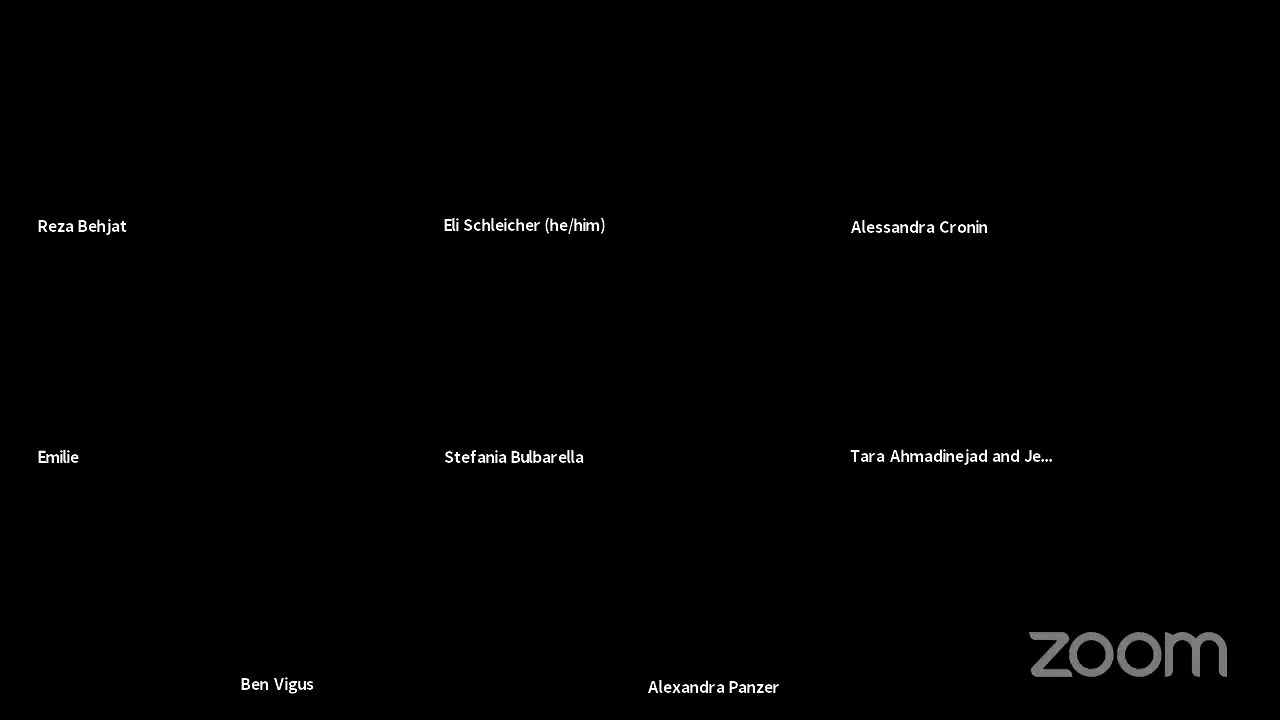 Reza Behjat
Eli Schleicher (he/him)
Alessandra Cronin
Emilie
Stefania Bulbarella
Tara Ahmadinejad and Je...
Ben Vigus
Alexandra Panzer
zoom